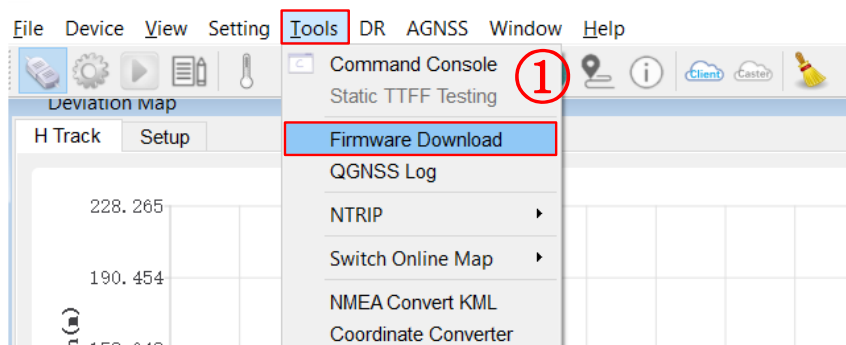 File Device View Setting Tools DR AGNSS Window Help
Client Caster
Deviation Map
H Track Setup
C Command Console
①
Static TTFF Testing
Firmware Download
QGNSS Log
NTRIP
Switch Online Map
NMEA Convert KML
Coordinate Converter
228.265
190.454